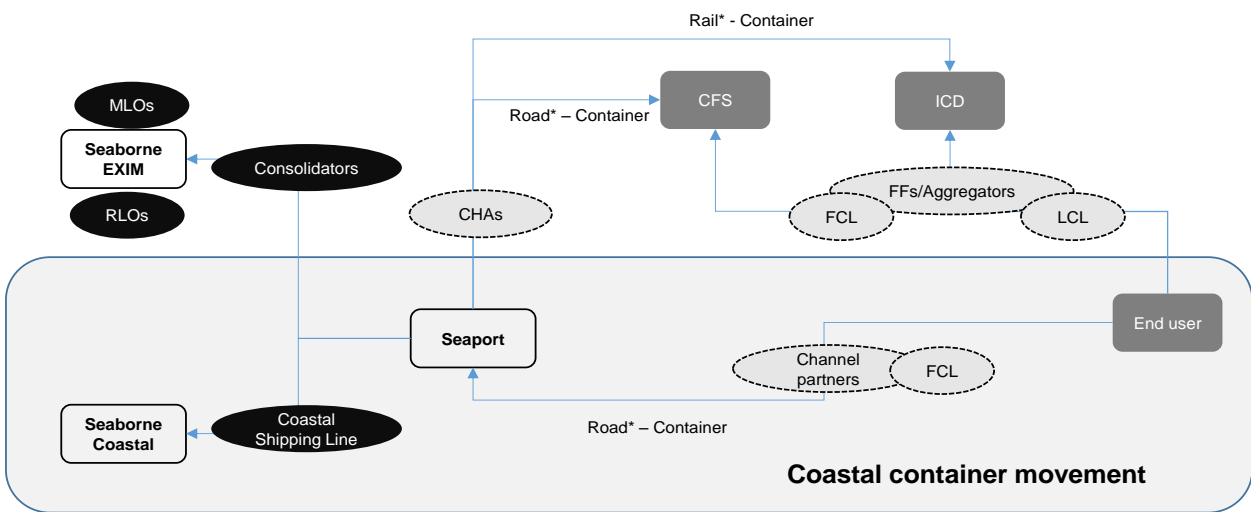 Rail* - Container
MLOs
CFS
ICD
Road* – Container
Seaborne
EXIM
Consolidators
FFs/Aggregators
RLOs
CHAs
FCL
LCL
Seaport
End user
Channel
partners
FCL
Seaborne
Coastal
Coastal
Shipping Line
Road* – Container
Coastal container movement